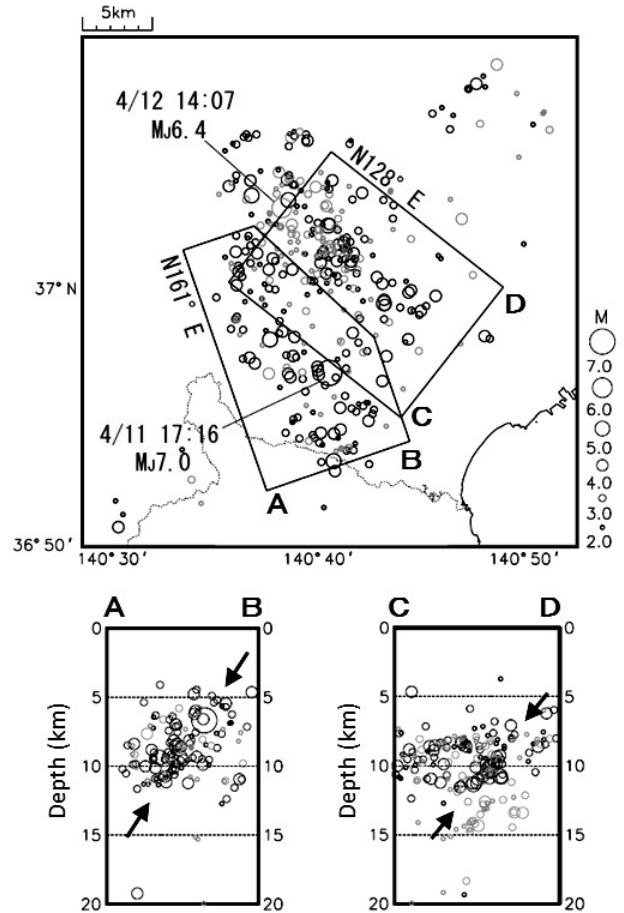 5km
4/12 14:07
MJ6.4
N128° E
N161° E
37° N
D
C
B
A
4/11 17:16
MJ7.0
M
7.0
6.0
5.0
4.0
3.0
2.0
36°50'
140°30' 140°40' 140°50'
A B C D
0 0 0 0
5 5 5 5
10 10 10 10
15 15 15 15
20 20 20 20
Depth (km) Depth (km)